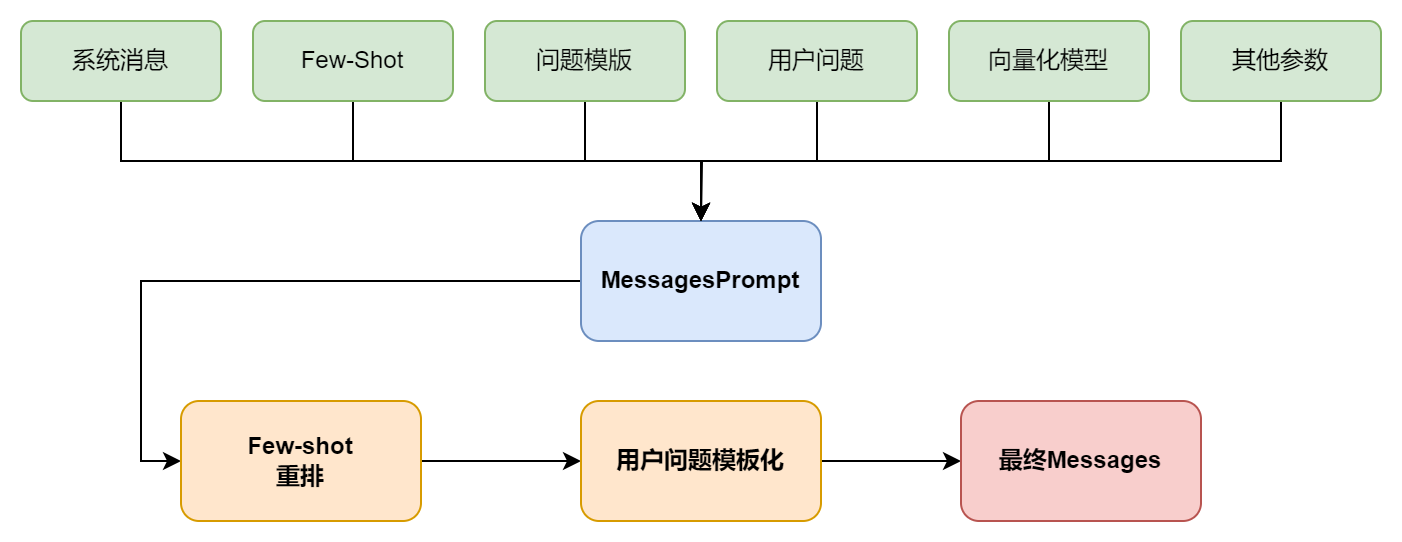 系统消息
Few-Shot
问题模版
用户问题
向量化模型
其他参数
MessagesPrompt
Few-shot
重排
用户问题模板化
最终Messages